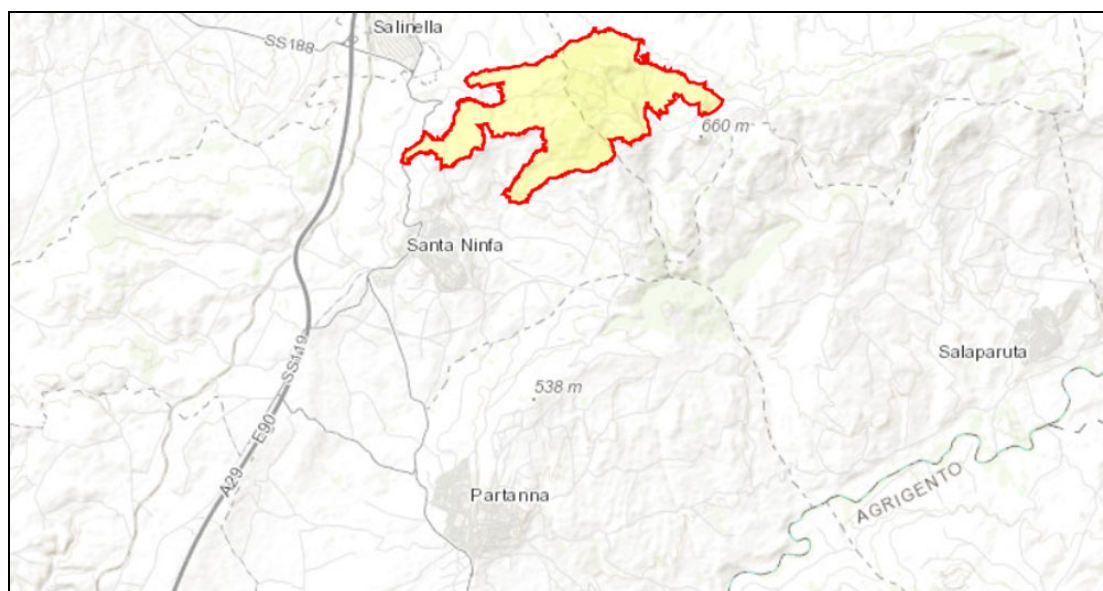 Salinella
SS188
660 m
Santa Ninfa
SS119
Salaparuta
538 m
E90
A29
Partanna
AGRIGENTO